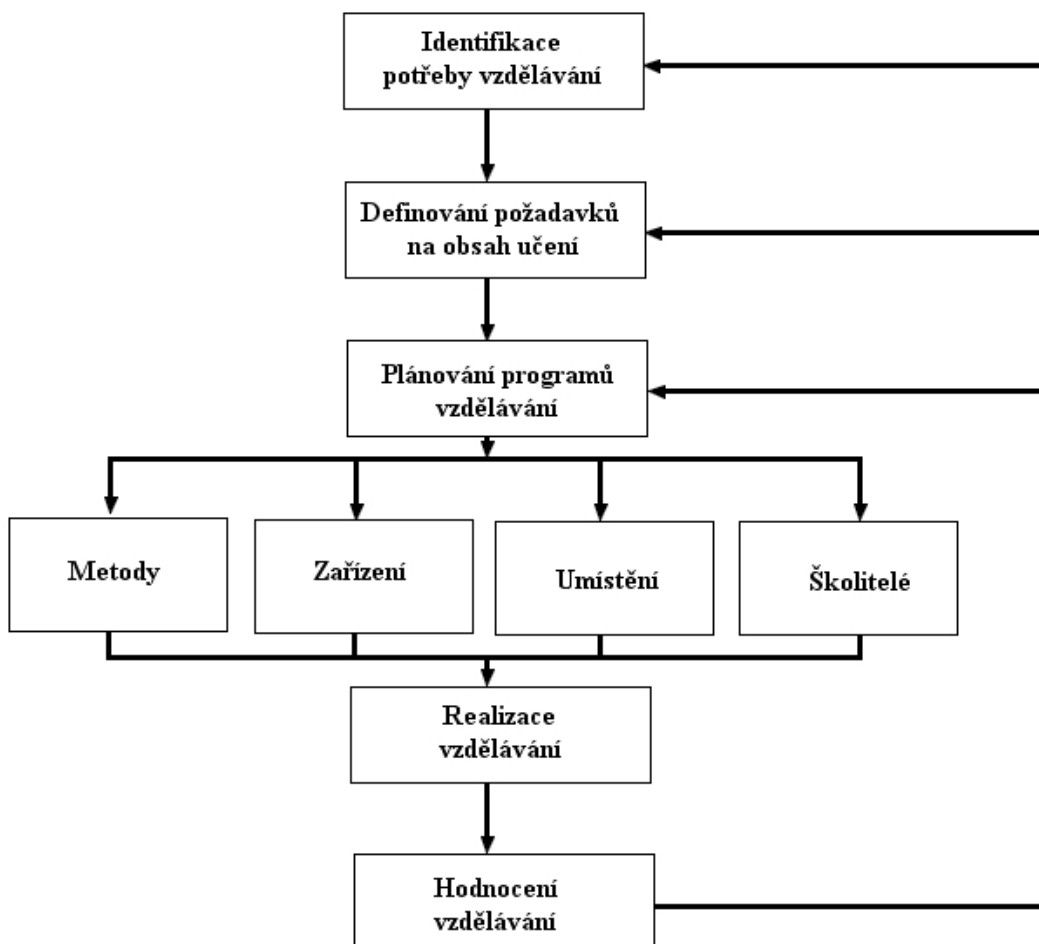 Identifikace
potřeby vzdělávání
Definování požadavků
na obsah učení
Plánování programů
vzdělávání
Metody
Zařízení
Umístění
Školitelé
Realizace
vzdělávání
Hodnocení
vzdělávání